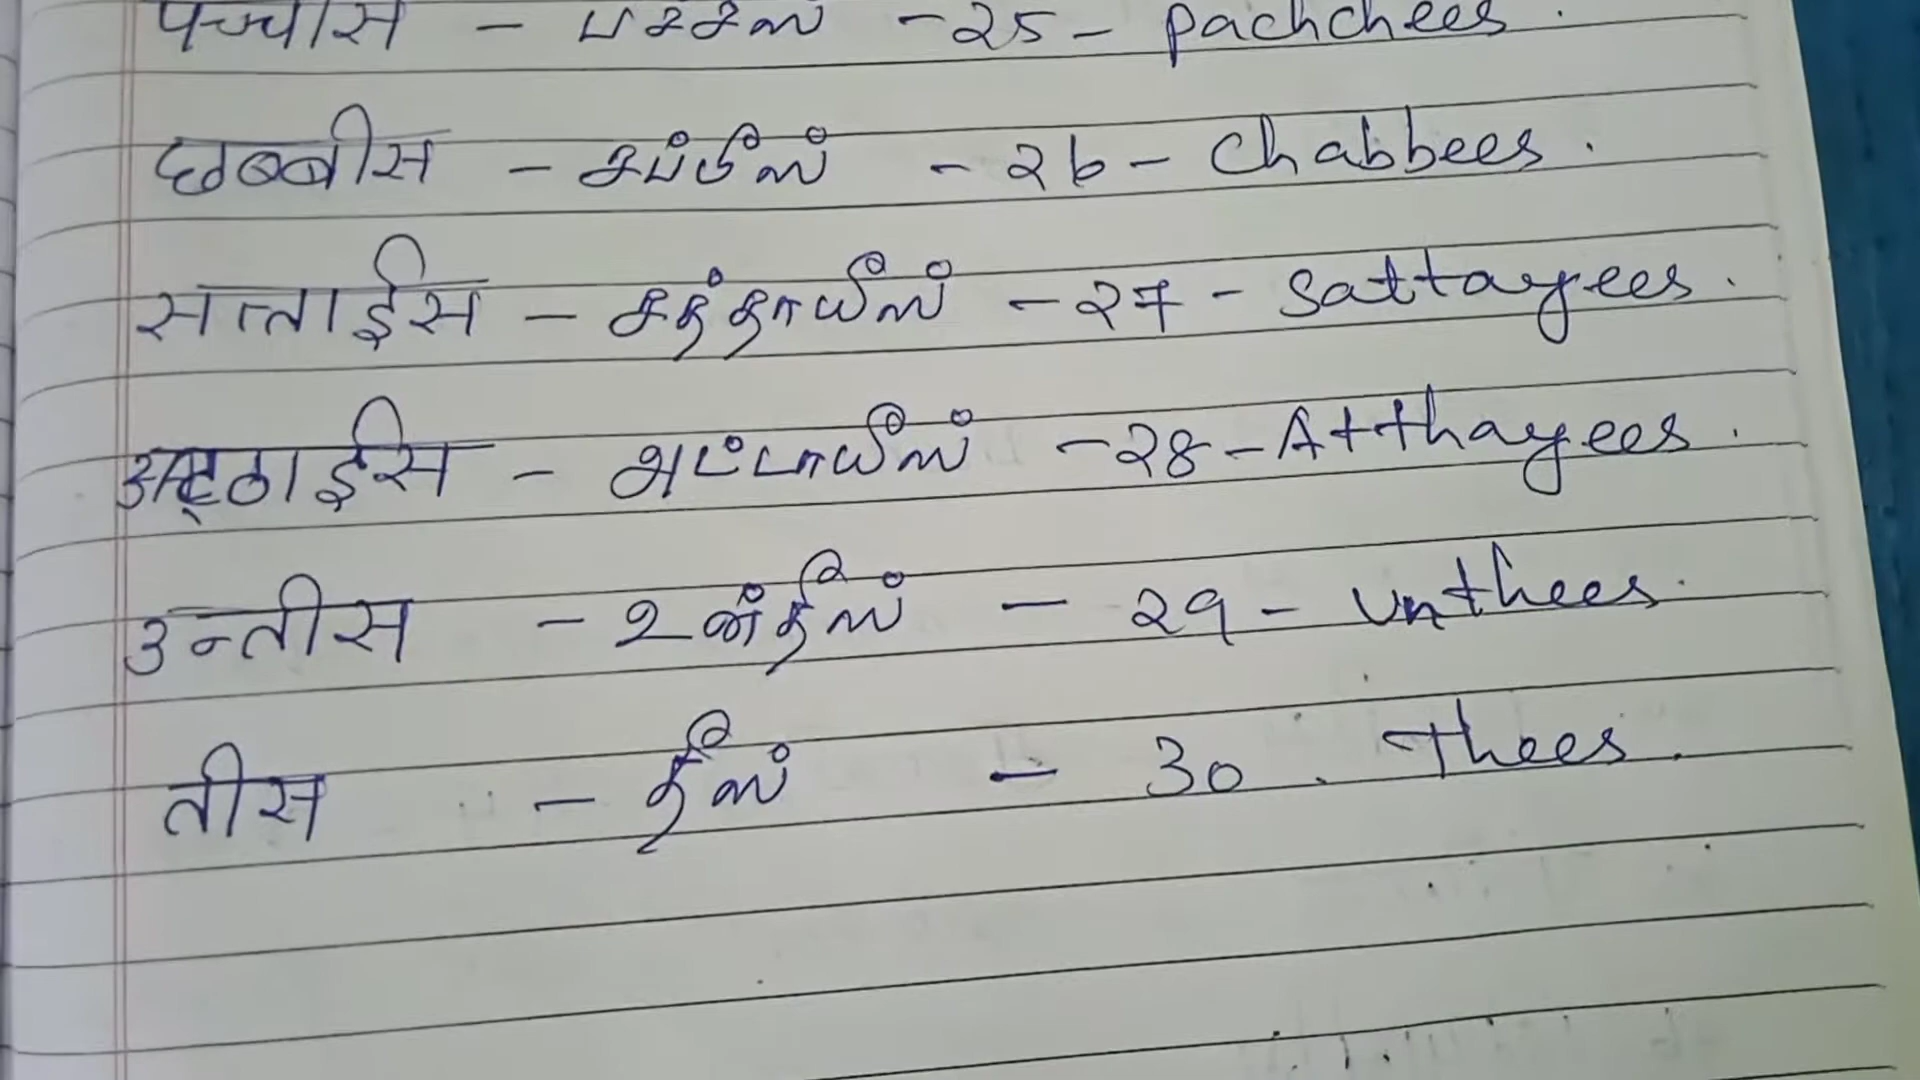 पच्चीस - பச்சீஸ் - 25 - pachchees.
छब्बीस - சப்பீஸ் - 26 - chabbees.
सत्ताईस - சத்தாயீஸ் - 27 - Sattayees.
अट्ठाईस - அட்டாயீஸ் - 28 - Atthayees.
उन्तीस - உன்தீஸ் - 29 - Unthees.
तीस - தீஸ் - 30. Thees.